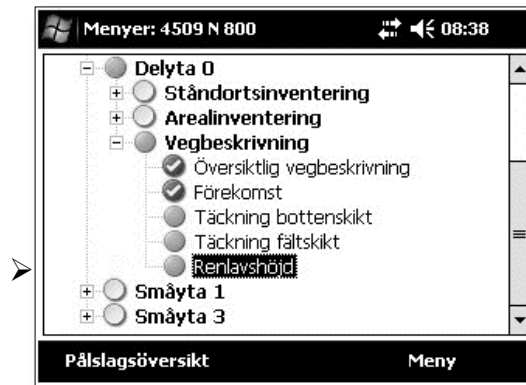 Menyer: 4509 N 800 08:38
Delyta 0
Ståndortsinventering
Arealinventering
Vegbeskrivning
Översiktlig vegbeskrivning
Förekomst
Täckning bottenskikt
Täckning fältskikt
Renlavshöjd
Småyta 1
Småyta 3
Pålslagsöversikt Meny